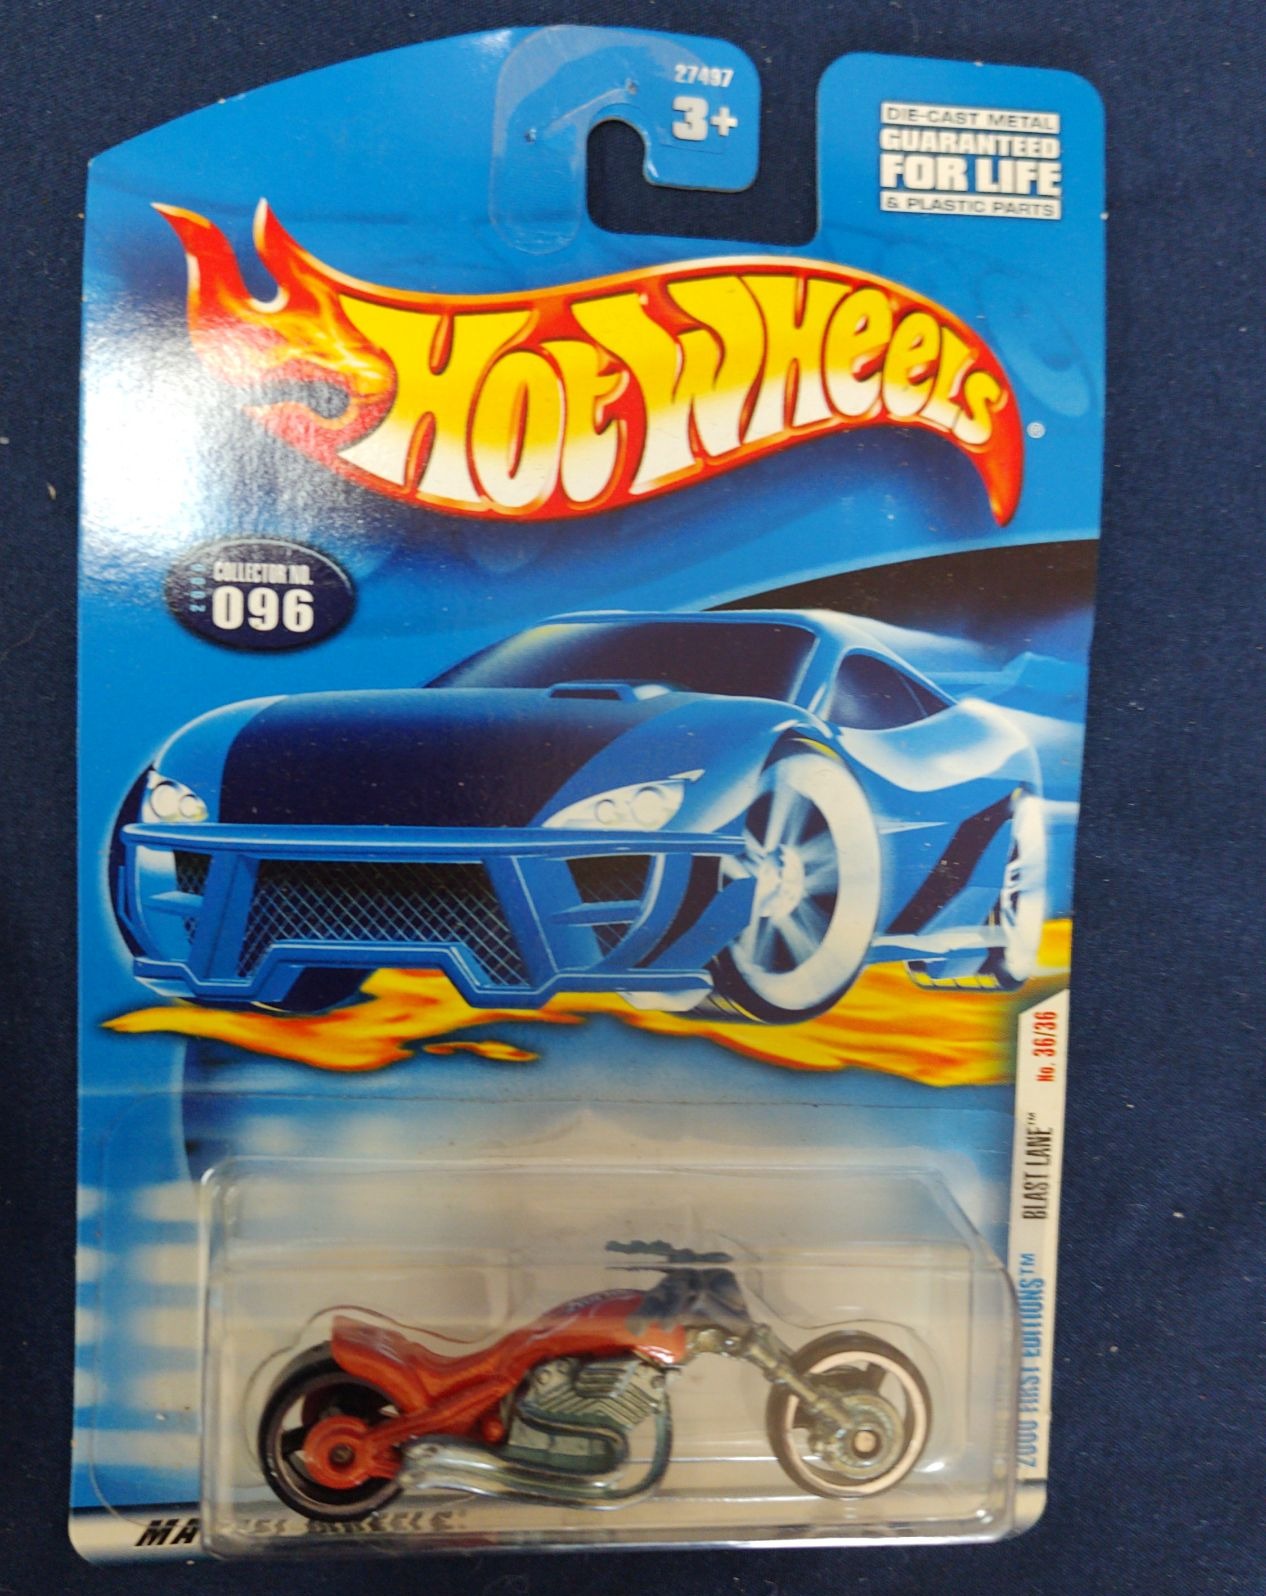 27497
3+
DIE-CAST METAL
GUARANTEED
FOR LIFE
& PLASTIC PARTS
HOT WHEELS
®
COLLECTOR NO.
096
No. 36/36
BLAST LANE™
2000 FIRST EDITIONS™